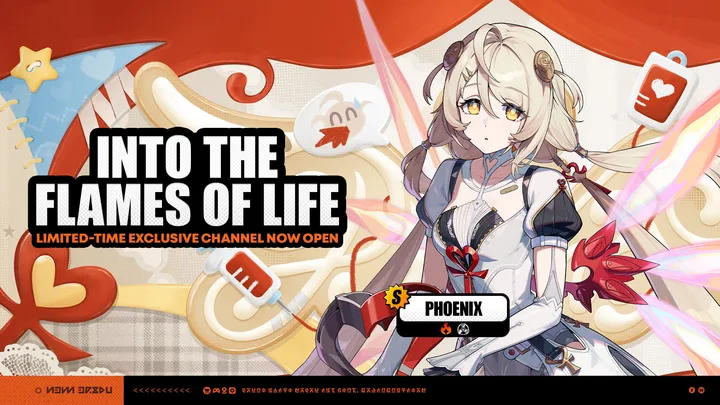 INTO THE
FLAMES OF LIFE
LIMITED-TIME EXCLUSIVE CHANNEL NOW OPEN
S
PHOENIX